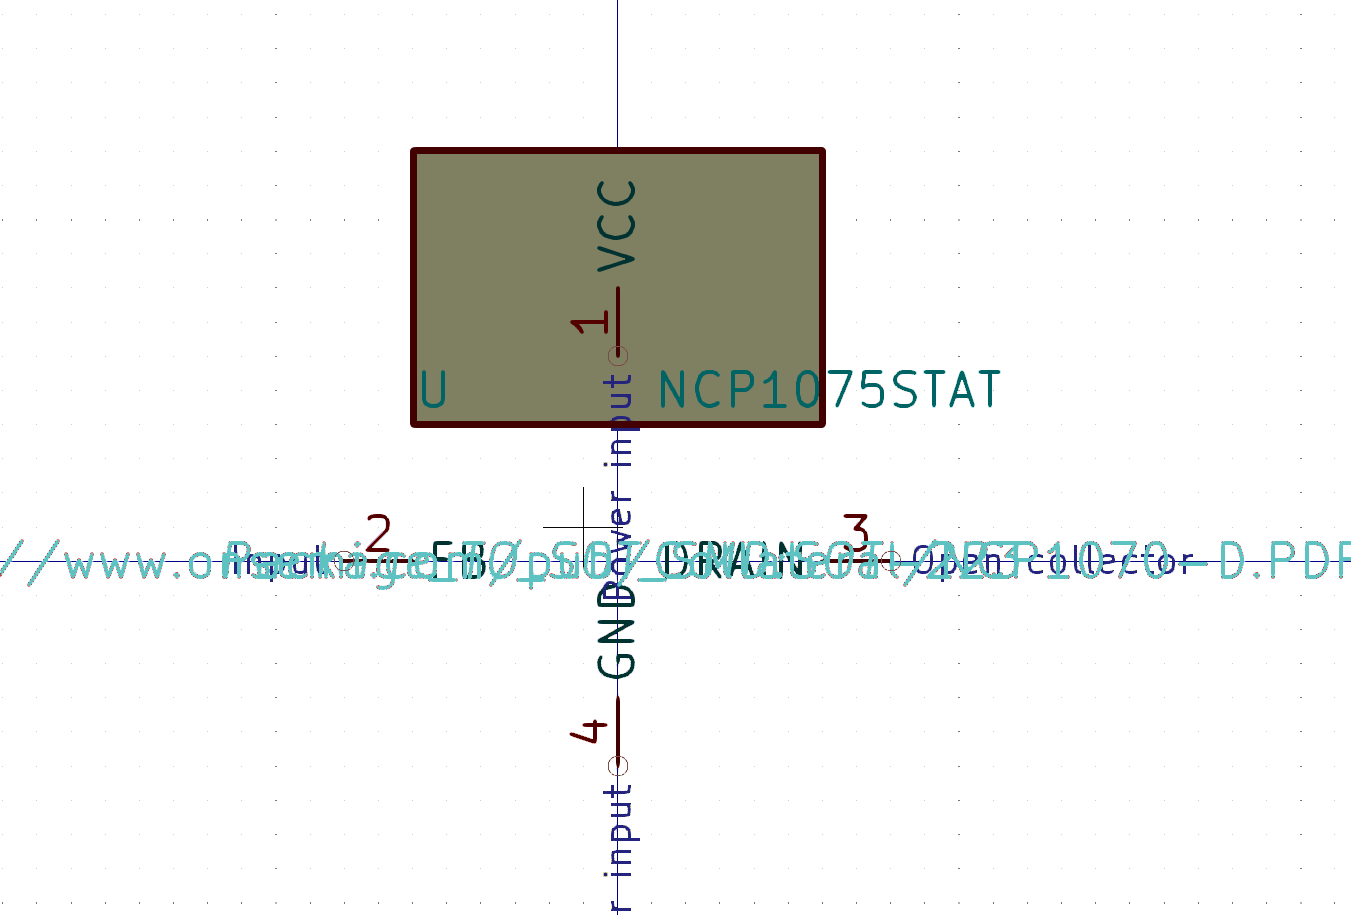 VCC
1
U
NCP1075STAT
Power input
2
3
Input
FB
DRAIN
Open collector
GND
4
r input